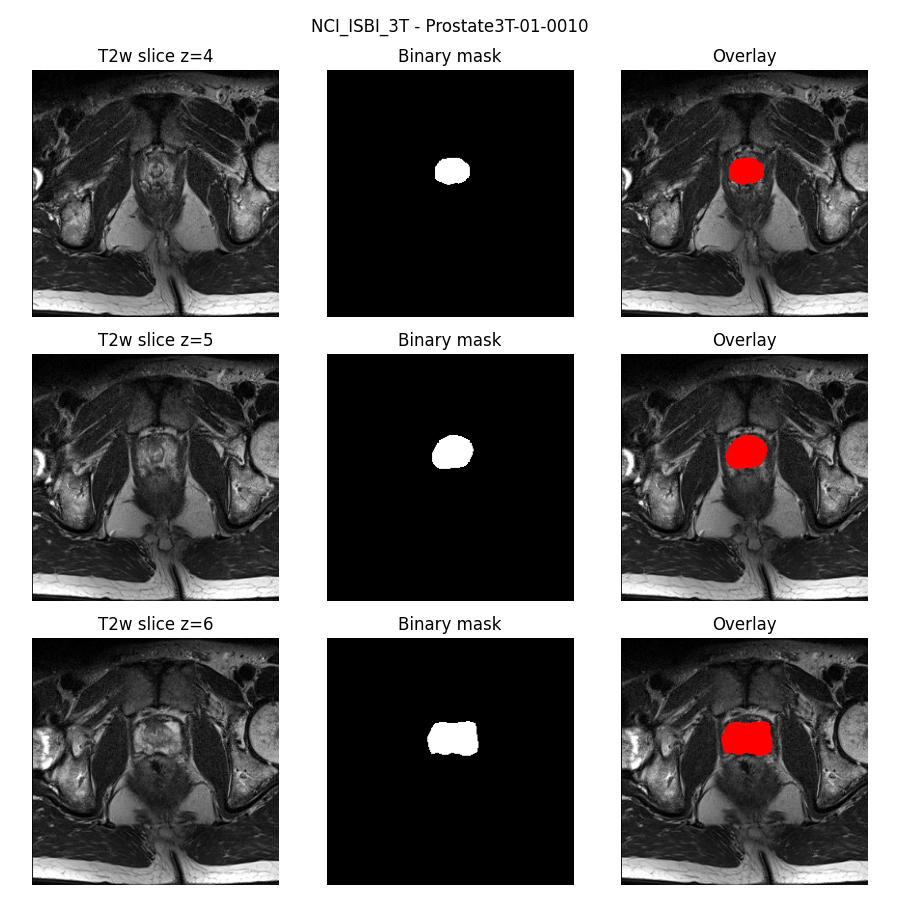 NCI_ISBI_3T - Prostate3T-01-0010
T2w slice z=4
Binary mask
Overlay
T2w slice z=5
Binary mask
Overlay
T2w slice z=6
Binary mask
Overlay